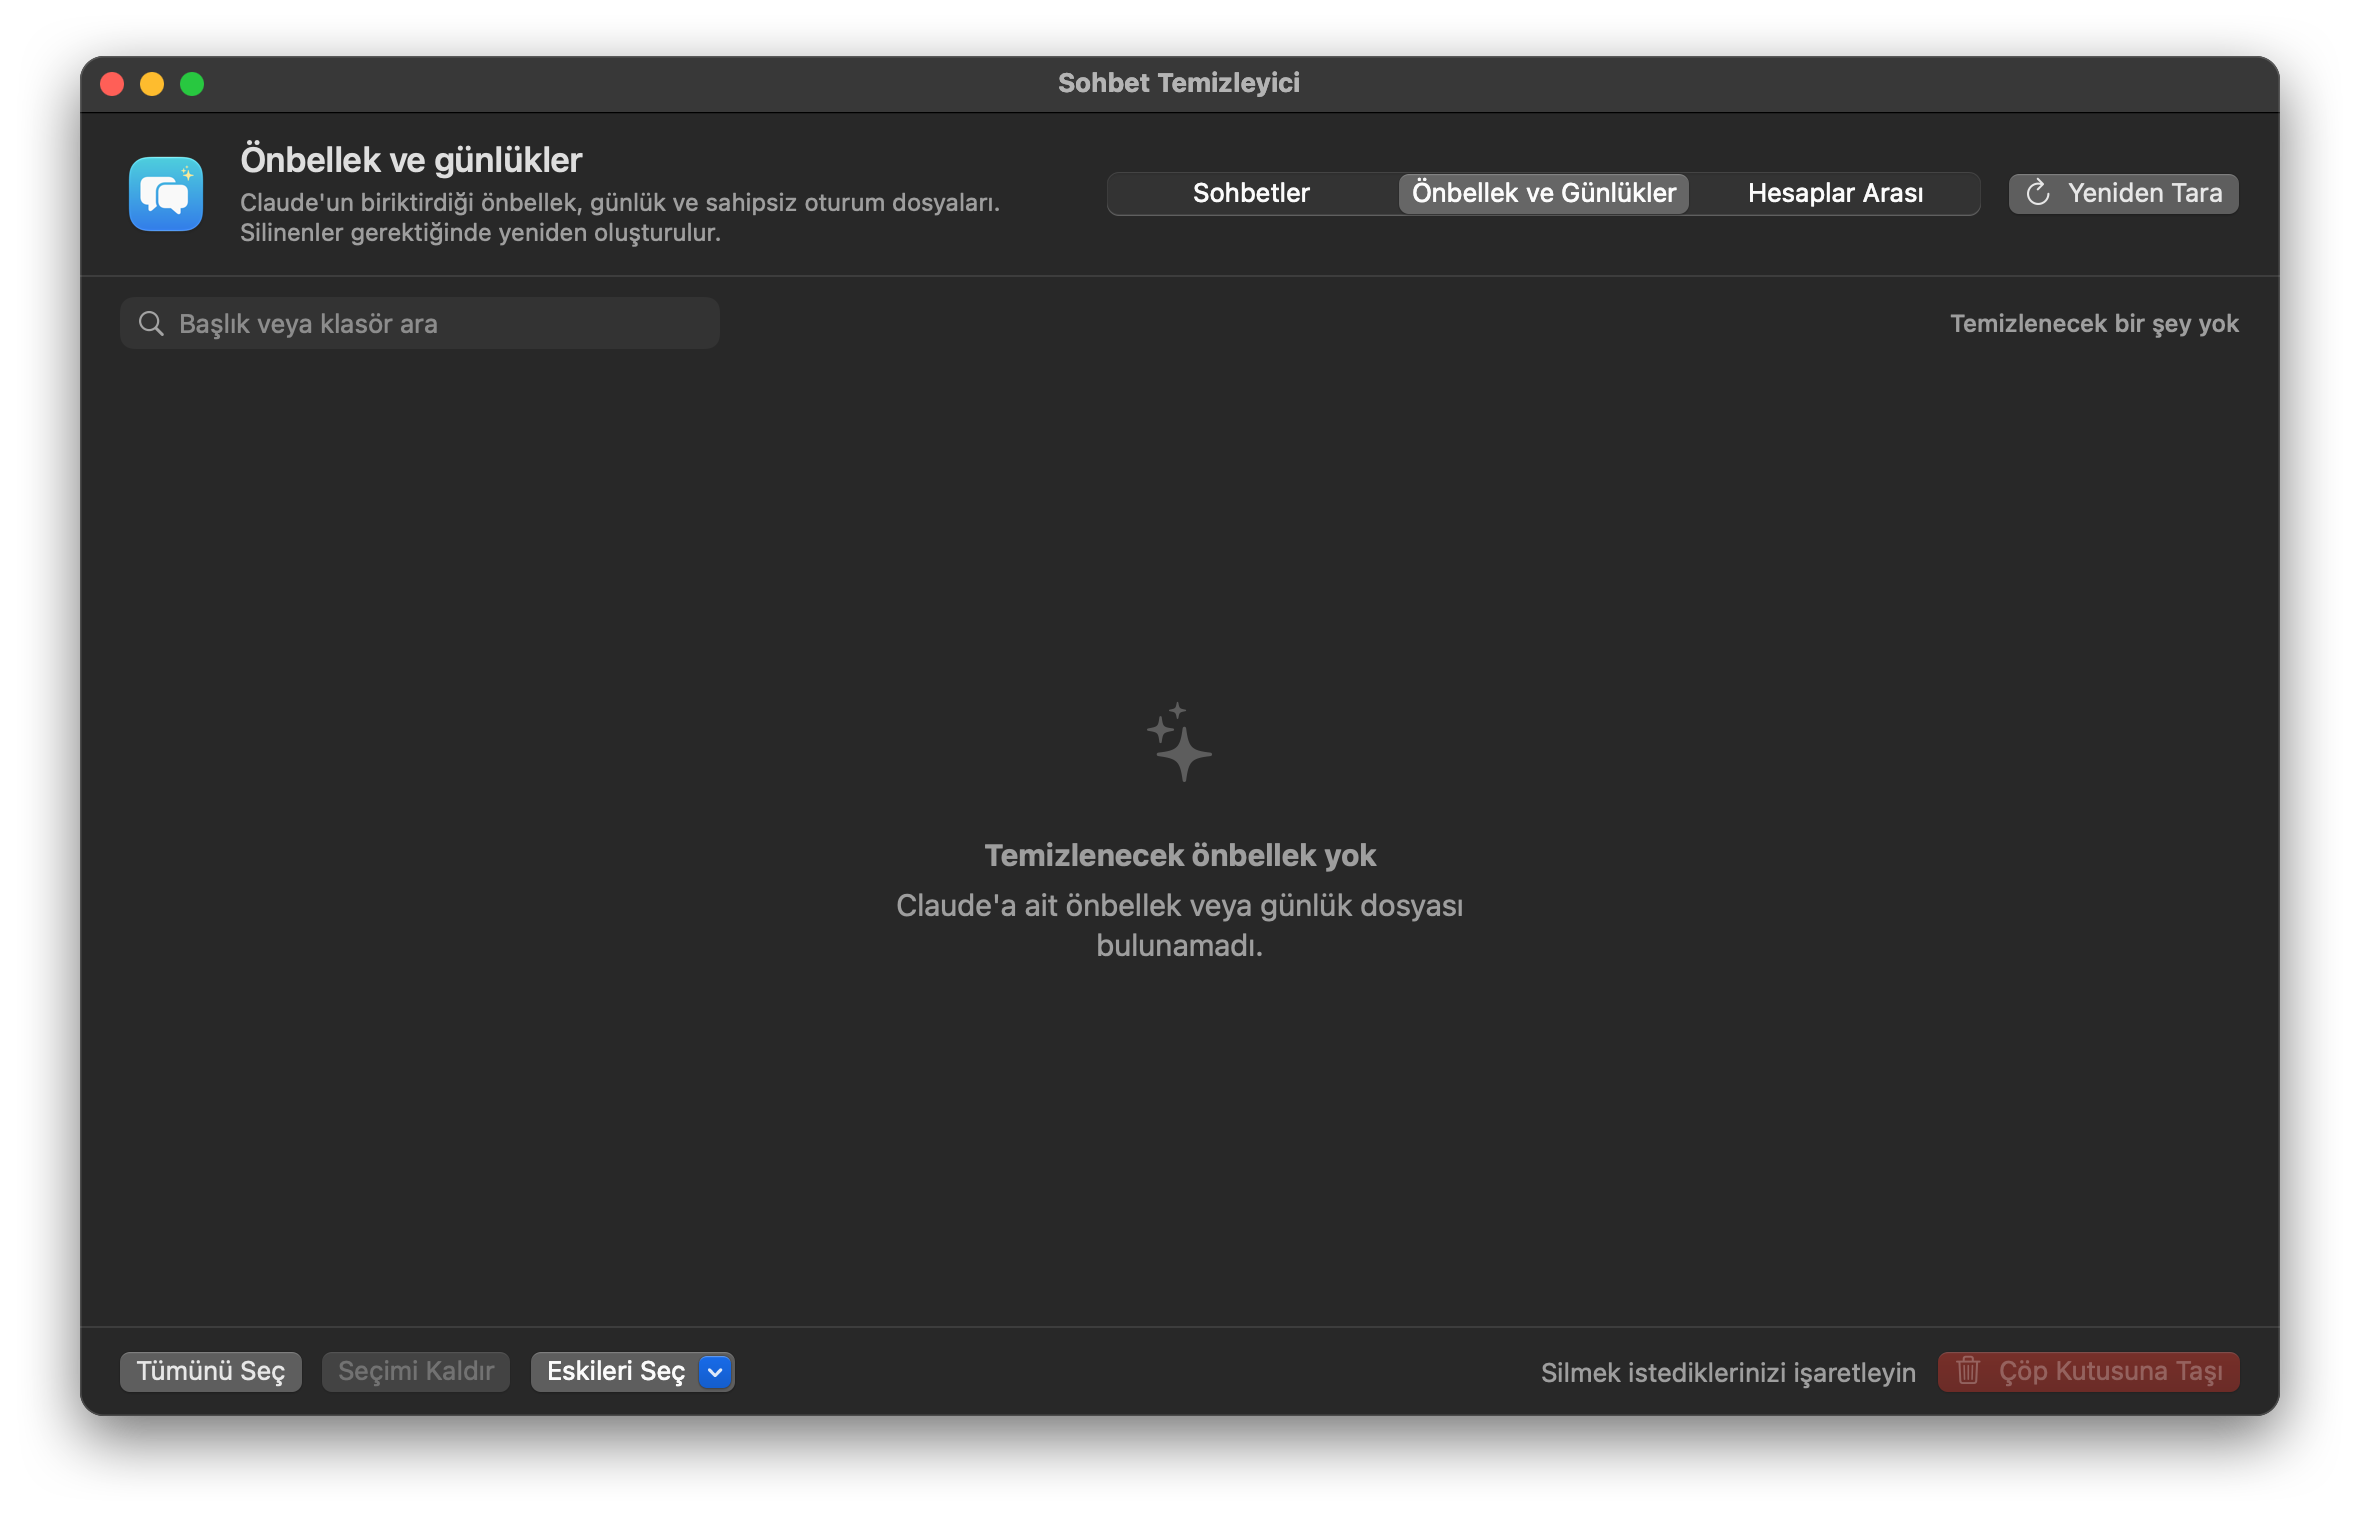 Sohbet Temizleyici
Önbellek ve günlükler
Claude'un biriktirdiği önbellek, günlük ve sahipsiz oturum dosyaları.
Silinenler gerektiğinde yeniden oluşturulur.
Sohbetler
Önbellek ve Günlükler
Hesaplar Arası
Yeniden Tara
Başlık veya klasör ara
Temizlenecek bir şey yok
Temizlenecek önbellek yok
Claude'a ait önbellek veya günlük dosyası
bulunamadı.
Tümünü Seç
Seçimi Kaldır
Eskileri Seç
Silmek istediklerinizi işaretleyin
Çöp Kutusuna Taşı